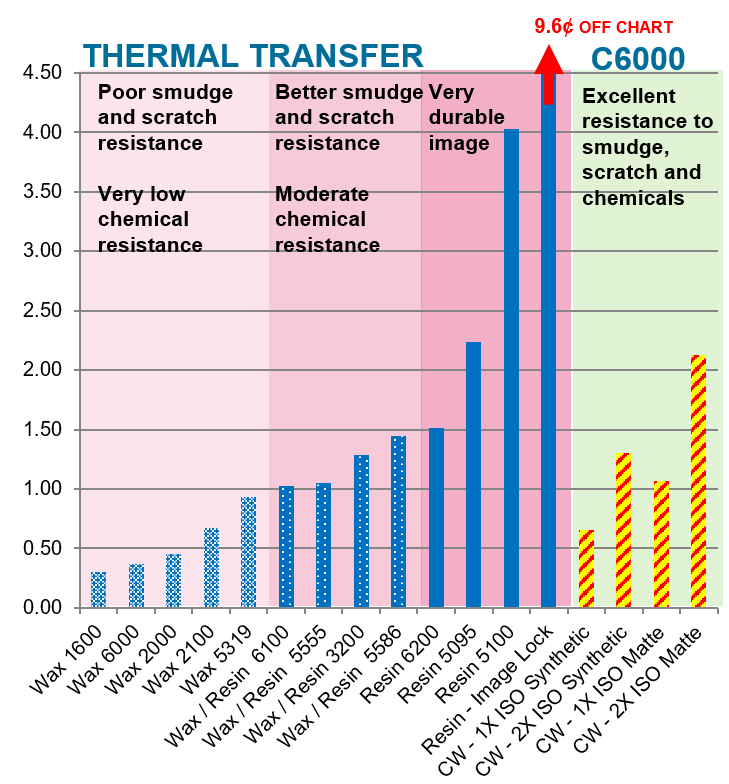 9.6¢ OFF CHART
THERMAL TRANSFER
C6000
4.50
4.00
3.50
3.00
2.50
2.00
1.50
1.00
0.50
0.00
Poor smudge
and scratch
resistance
Very low
chemical
resistance
Better smudge
and scratch
resistance
Moderate
chemical
resistance
Very
durable
image
Excellent
resistance to
smudge,
scratch and
chemicals
Wax 1600
Wax 6000
Wax 2000
Wax 2100
Wax 5319
Wax / Resin 6100
Wax / Resin 5555
Wax / Resin 3200
Wax / Resin 5586
Resin 6200
Resin 5095
Resin 5100
Resin - Image Lock
CW - 1X ISO Synthetic
CW - 2X ISO Synthetic
CW - 1X ISO Matte
CW - 2X ISO Matte